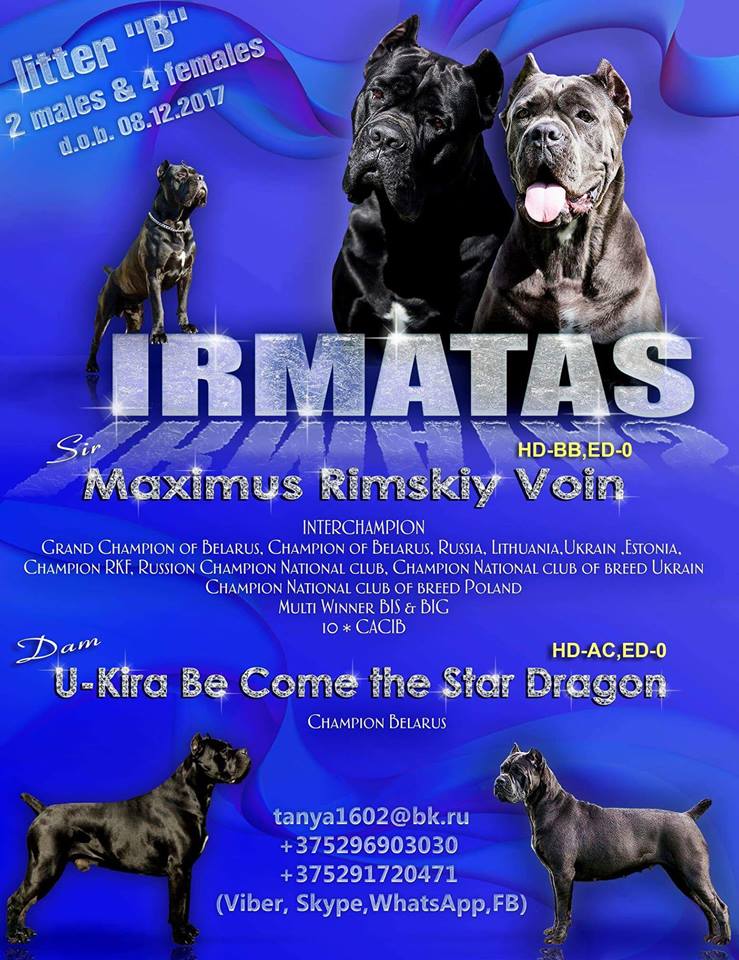 litter "B"
2 males & 4 females
d.o.b. 08.12.2017
IRMATAS
Sir
HD-BB,ED-0
Maximus Rimskiy Voin
INTERCHAMPION
Grand Champion of Belarus, Champion of Belarus, Russia, Lithuania,Ukrain ,Estonia,
Champion RKF, Russion Champion National club, Champion National club of breed Ukrain
Champion National club of breed Poland
Multi Winner BIS & BIG
10 * CACIB
Dam
HD-AC,ED-0
U-Kira Be Come the Star Dragon
Champion Belarus
tanya1602@bk.ru
+375296903030
+375291720471
(Viber, Skype,WhatsApp,FB)